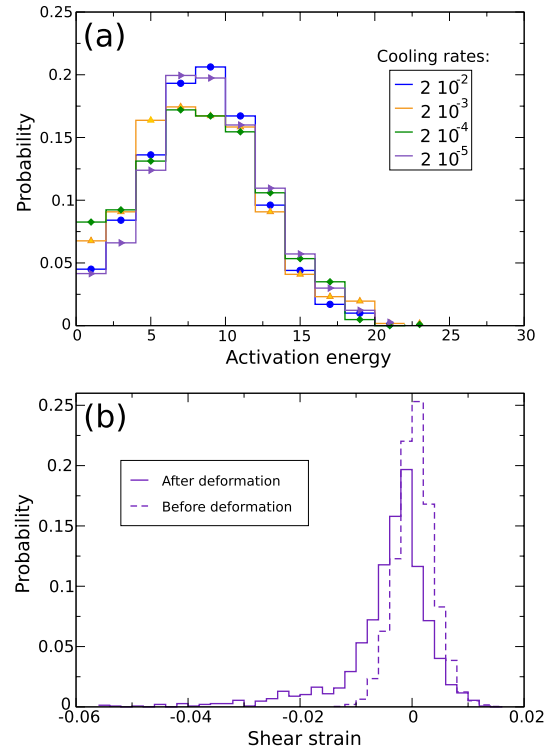 (a)
Cooling rates:
2 10-2
2 10-3
2 10-4
2 10-5
0.25
0.2
0.15
0.1
0.05
0
Probability
0 5 10 15 20 25 30
Activation energy
(b)
After deformation
Before deformation
0.25
0.2
0.15
0.1
0.05
0
Probability
-0.06 -0.04 -0.02 0 0.02
Shear strain